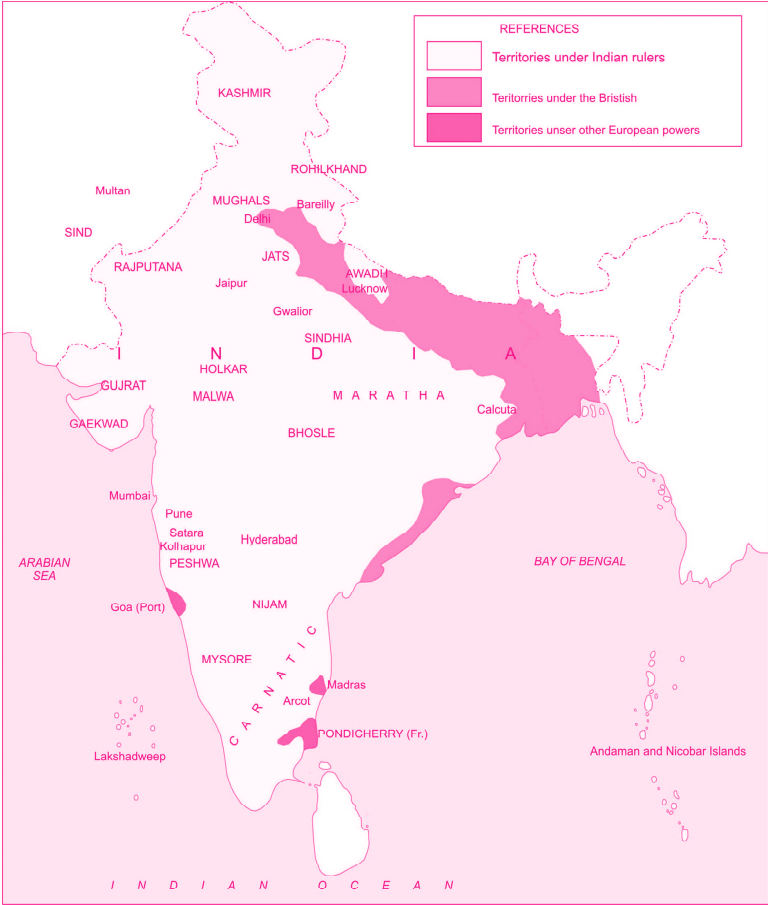 REFERENCES
Territories under Indian rulers
Teritories under the Bristish
Territories unser other European powers
KASHMIR
ROHILKHAND
Multan
MUGHALS
Bareilly
Delhi
SIND
JATS
RAJPUTANA
AWADH
Jaipur
Lucknow
Gwalior
SINDHIA
I N D I A
HOLKAR
GUJRAT
MALWA
M A R A T H A
Calcuta
GAEKWAD
BHOSLE
Mumbai
Pune
Satara
Hyderabad
Kolhapur
PESHWA
ARABIAN
SEA
BAY OF BENGAL
Goa (Port)
NIJAM
MYSORE
C A R N A T I C
Madras
Arcot
PONDICHERRY (Fr.)
Lakshadweep
Andaman and Nicobar Islands
I N D I A N O C E A N